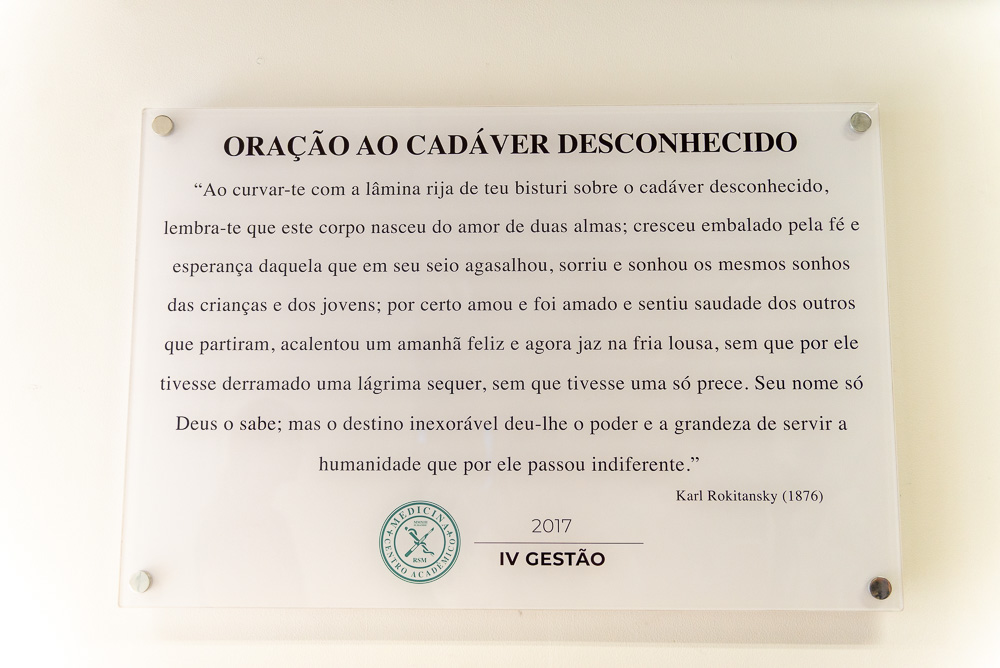 ORAÇÃO AO CADÁVER DESCONHECIDO
“Ao curvar-te com a lâmina rija de teu bisturi sobre o cadáver desconhecido,
lembra-te que este corpo nasceu do amor de duas almas; cresceu embalado pela fé e
esperança daquela que em seu seio agasalhou, sorriu e sonhou os mesmos sonhos
das crianças e dos jovens; por certo amou e foi amado e sentiu saudade dos outros
que partiram, acalentou um amanhã feliz e agora jaz na fria lousa, sem que por ele
tivesse derramado uma lágrima sequer, sem que tivesse uma só prece. Seu nome só
Deus o sabe; mas o destino inexorável deu-lhe o poder e a grandeza de servir a
humanidade que por ele passou indiferente.”
Karl Rokitansky (1876)
MEDICINA
RSM
CENTRO ACADÊMICO
2017
IV GESTÃO